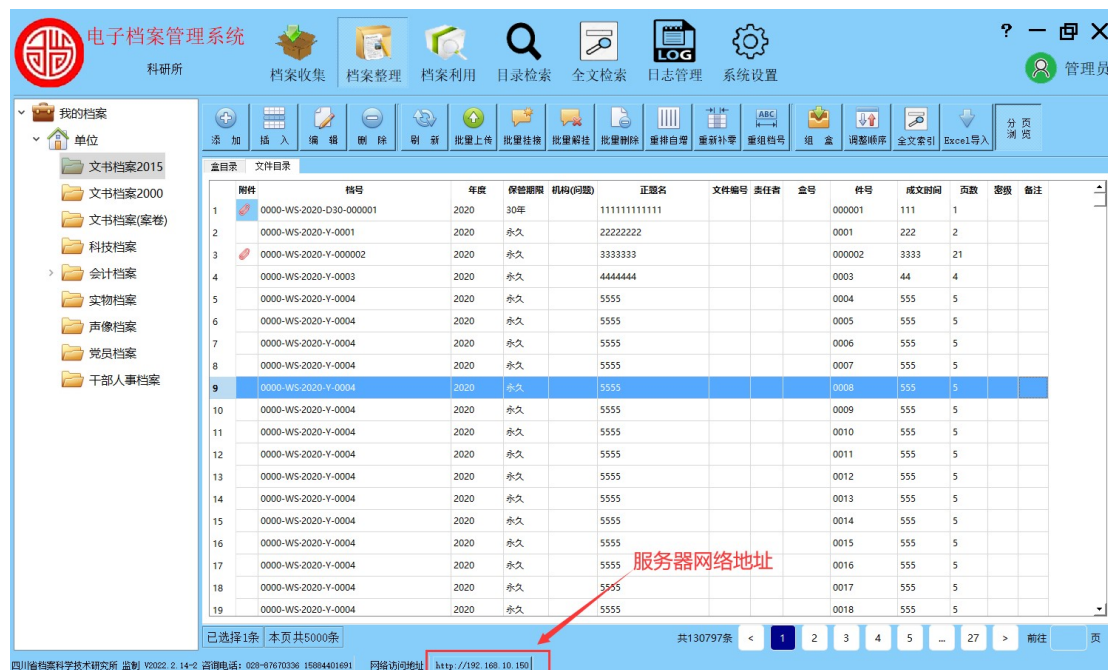 电子档案管理系统
科研所
档案收集 档案整理 档案利用 目录检索 全文检索 LOG 日志管理 系统设置
? 管理员
我的档案
单位
文书档案2015
文书档案2000
文书档案(案卷)
科技档案
会计档案
实物档案
声像档案
党员档案
干部人事档案
添 加 插 入 编 辑 删 除 刷 新 批量上传 批量挂接 批量解挂 批量删除 重排自增 重新补零 ABC 重组档号 组 盒 调整顺序 全文索引 Excel导入 分 页 浏 览
盒目录 文件目录
附件 档号 年度 保管期限 机构(问题) 正题名 文件编号 责任者 盒号 件号 成文时间 页数 密级 备注
1 0000-WS-2020-D30-000001 2020 30年 111111111111 000001 111 1
2 0000-WS-2020-Y-0001 2020 永久 22222222 0001 222 2
3 0000-WS-2020-Y-000002 2020 永久 3333333 000002 3333 21
4 0000-WS-2020-Y-0003 2020 永久 4444444 0003 44 4
5 0000-WS-2020-Y-0004 2020 永久 5555 0004 555 5
6 0000-WS-2020-Y-0004 2020 永久 5555 0005 555 5
7 0000-WS-2020-Y-0004 2020 永久 5555 0006 555 5
8 0000-WS-2020-Y-0004 2020 永久 5555 0007 555 5
9 0000-WS-2020-Y-0004 2020 永久 5555 0008 555 5
10 0000-WS-2020-Y-0004 2020 永久 5555 0009 555 5
11 0000-WS-2020-Y-0004 2020 永久 5555 0010 555 5
12 0000-WS-2020-Y-0004 2020 永久 5555 0011 555 5
13 0000-WS-2020-Y-0004 2020 永久 5555 0012 555 5
14 0000-WS-2020-Y-0004 2020 永久 5555 0013 555 5
15 0000-WS-2020-Y-0004 2020 永久 5555 0014 555 5
16 0000-WS-2020-Y-0004 2020 永久 5555 0015 555 5
17 0000-WS-2020-Y-0004 2020 永久 5555 0016 555 5
18 0000-WS-2020-Y-0004 2020 永久 5555 0017 555 5
19 0000-WS-2020-Y-0004 2020 永久 5555 0018 555 5
服务器网络地址
已选择1条 本页共5000条 共130797条 < 1 2 3 4 5 ... 27 > 前往 页
四川省档案科学技术研究所 监制 V2022.2.14-2 咨询电话: 028-87670336 15884401691 网络访问地址 http://192.168.10.150